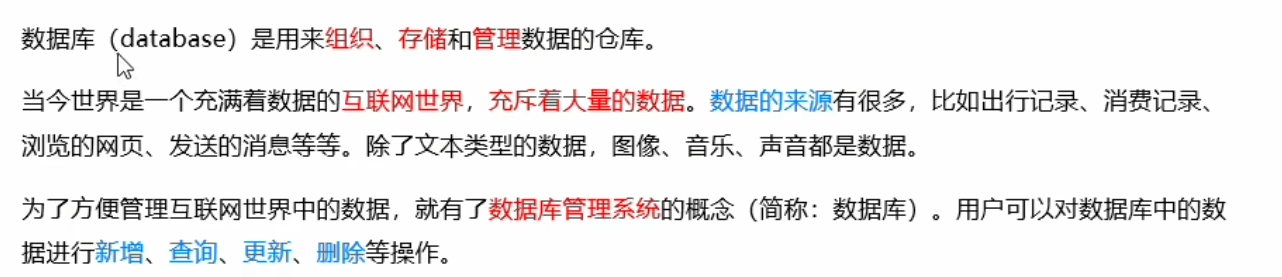 数据库（database）是用来组织、存储和管理数据的仓库。
当今世界是一个充满着数据的互联网世界，充斥着大量的数据。数据的来源有很多，比如出行记录、消费记录、
浏览的网页、发送的消息等等。除了文本类型的数据，图像、音乐、声音都是数据。
为了方便管理互联网世界中的数据，就有了数据库管理系统的概念（简称：数据库）。用户可以对数据库中的数
据进行新增、查询、更新、删除等操作。